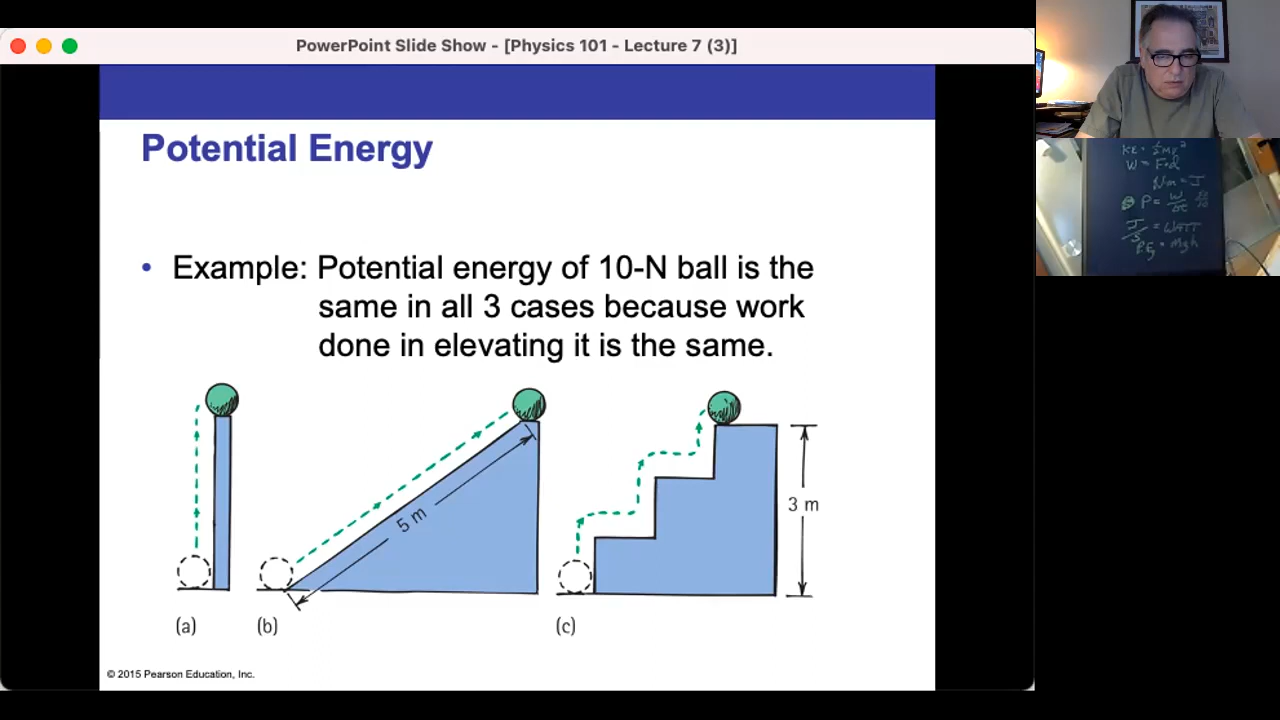 PowerPoint Slide Show - [Physics 101 - Lecture 7 (3)]
Potential Energy
• Example: Potential energy of 10-N ball is the
same in all 3 cases because work
done in elevating it is the same.
5 m
3 m
(a)
(b)
(c)
© 2015 Pearson Education, Inc.
KE = ½mv²
W = F·d
Nm = J
P = W/Δt
J/S = WATT
P.Eg = Mgh